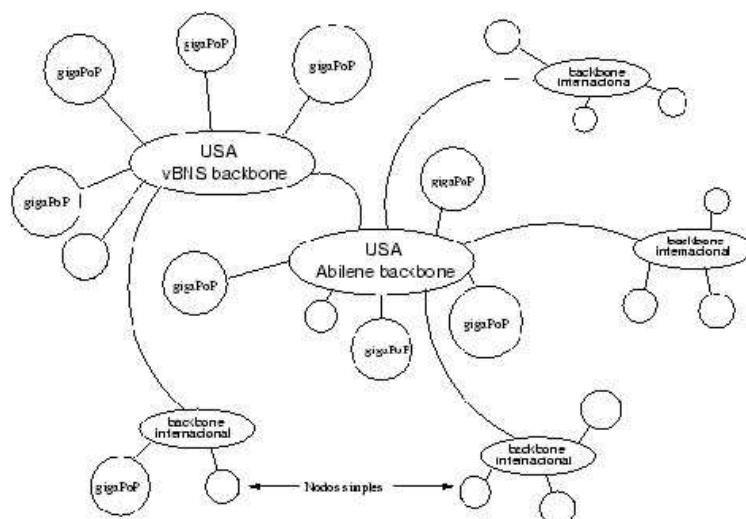 gigaPoP
gigaPoP
gigaPoP
backbone
internaciona
USA
vBNS backbone
gigaPoP
gigaPoP
USA
Abilene backbone
backbone
internacional
gigaPoP
gigaPoP
gigaPoP
backbone
internacional
backbone
internacional
gigaPoP
Nodos simples